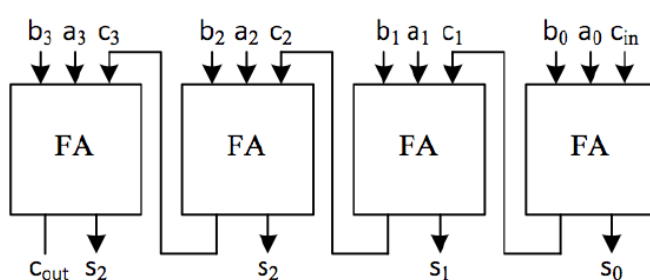 b₃ a₃ c₃ b₂ a₂ c₂ b₁ a₁ c₁ b₀ a₀ cᵢₙ
FA FA FA FA
cₒᵤₜ s₂ s₂ s₁ s₀